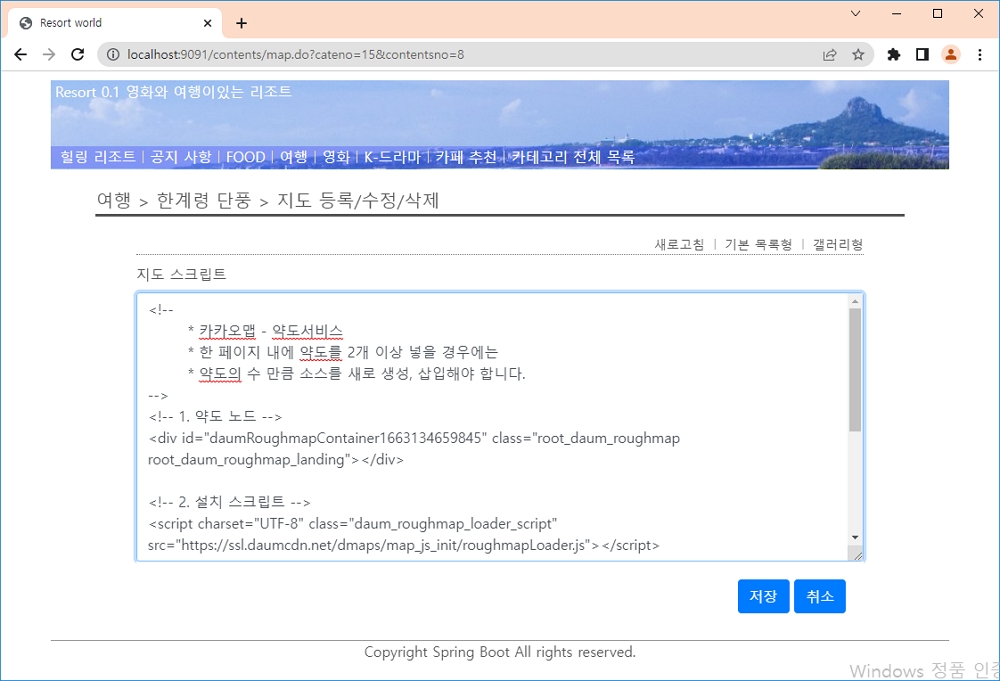 Resort world
localhost:9091/contents/map.do?cateno=15&contentsno=8
Resort 0.1 영화와 여행이있는 리조트
힐링 리조트 | 공지 사항 | FOOD | 여행 | 영화 | K-드라마 | 카페 추천 | 카테고리 전체 목록
여행 > 한계령 단풍 > 지도 등록/수정/삭제
새로고침 | 기본 목록형 | 갤러리형
지도 스크립트
<!--
* 카카오맵 - 약도서비스
* 한 페이지 내에 약도를 2개 이상 넣을 경우에는
* 약도의 수 만큼 소스를 새로 생성, 삽입해야 합니다.
-->
<!-- 1. 약도 노드 -->
<div id="daumRoughmapContainer1663134659845" class="root_daum_roughmap
root_daum_roughmap_landing"></div>
<!-- 2. 설치 스크립트 -->
<script charset="UTF-8" class="daum_roughmap_loader_script"
src="https://ssl.daumcdn.net/dmaps/map_js_init/roughmapLoader.js"></script>
저장 취소
Copyright Spring Boot All rights reserved.
Windows 정품 인증